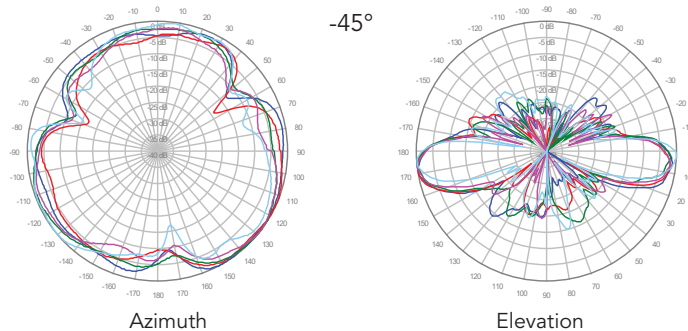 -45°
-10 0 10
-20 20
-30 30
-40 40
-50 50
-60 60
-70 70
-80 80
-90 90
-100 100
-110 110
-120 120
-130 130
-140 140
-150 150
-160 160
-170 180 170
0 dB
-5 dB
-10 dB
-15 dB
-20 dB
-25 dB
-30 dB
-35 dB
-40 dB
Azimuth
-100 -90 -80
-110 -70
-120 -60
-130 -50
-140 -40
-150 -30
-160 -20
-170
180 0
170 10
160 20
150 30
140 40
130 50
120 60
110 70
100 90 80
0 dB
-5 dB
-10 dB
-15 dB
Elevation